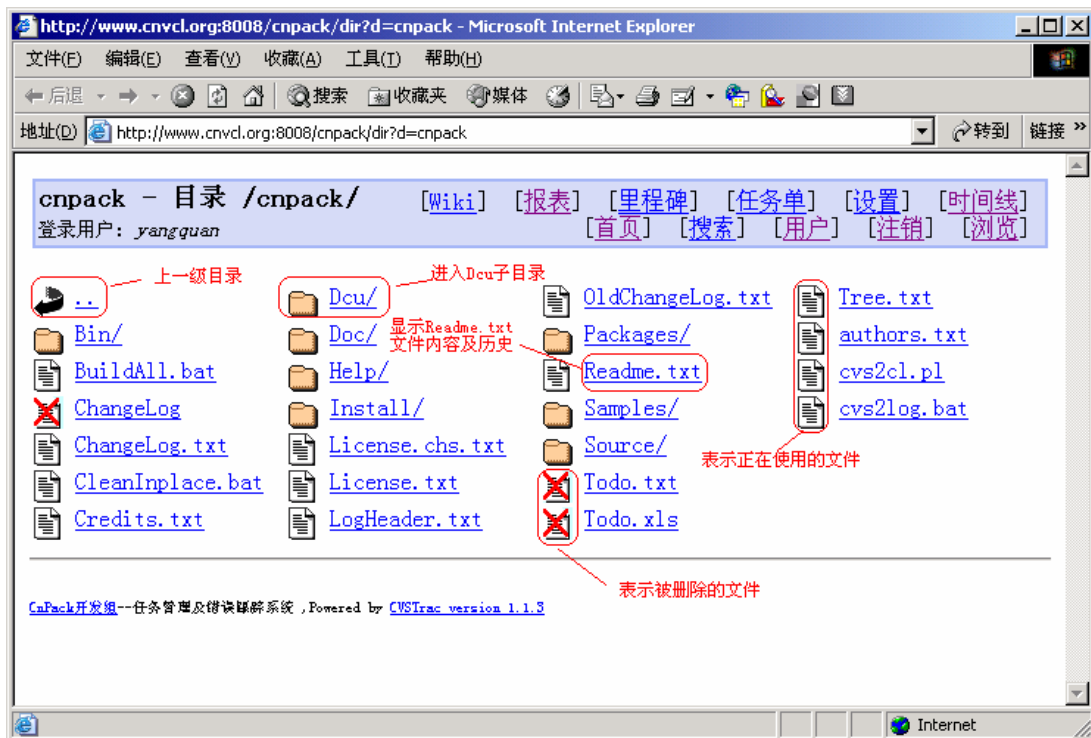 http://www.cnvcl.org:8008/cnpack/dir?d=cnpack - Microsoft Internet Explorer
文件(F) 编辑(E) 查看(V) 收藏(A) 工具(T) 帮助(H)
后退 搜索 收藏夹 媒体
地址(D) http://www.cnvcl.org:8008/cnpack/dir?d=cnpack 转到 链接 »
cnpack - 目录 /cnpack/ [Wiki] [报表] [里程碑] [任务单] [设置] [时间线]
登录用户: yangquan [首页] [搜索] [用户] [注销] [浏览]
上一级目录 进入Dcu子目录
.. Dcu/ OldChangeLog.txt Tree.txt
显示Readme.txt
Bin/ Doc/ Packages/ authors.txt
文件内容及历史
BuildAll.bat Help/ Readme.txt cvs2cl.pl
ChangeLog Install/ Samples/ cvs2log.bat
ChangeLog.txt License.chs.txt Source/
表示正在使用的文件
CleanInplace.bat License.txt Todo.txt
Credits.txt LogHeader.txt Todo.xls
表示被删除的文件
CnPack开发组--任务管理及错误跟踪系统 ,Powered by CVSTrac version 1.1.3
Internet